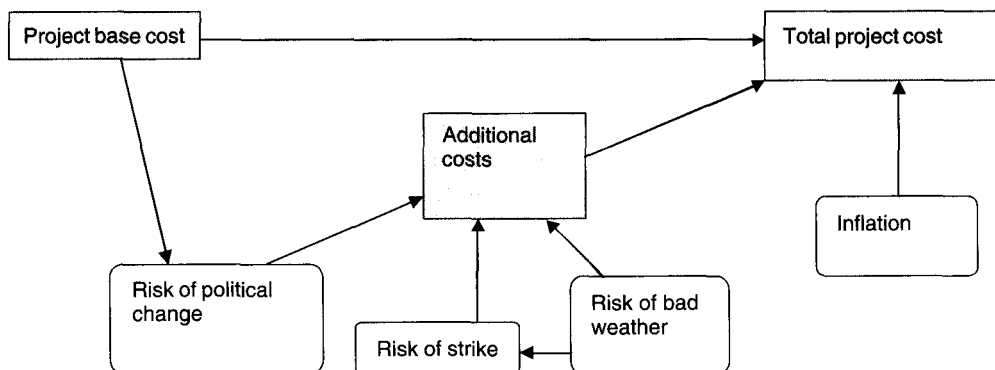 Project base cost
Total project cost
Additional
costs
Inflation
Risk of political
change
Risk of bad
weather
Risk of strike